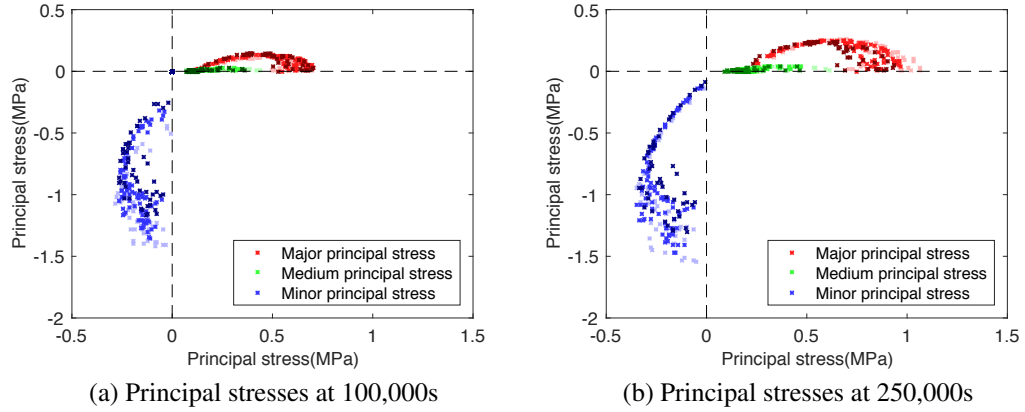 0.5
0
-0.5
-1
-1.5
-2
Principal stress(MPa)
Major principal stress
Medium principal stress
Minor principal stress
-0.5 0 0.5 1 1.5
Principal stress(MPa)
(a) Principal stresses at 100,000s
0.5
0
-0.5
-1
-1.5
-2
Principal stress(MPa)
Major principal stress
Medium principal stress
Minor principal stress
-0.5 0 0.5 1 1.5
Principal stress(MPa)
(b) Principal stresses at 250,000s